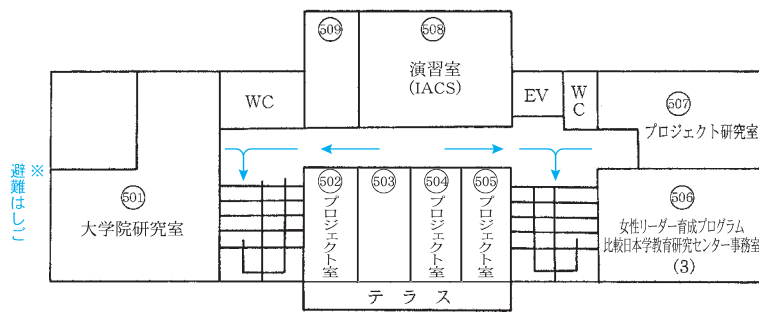 509
508
演習室
(IACS)
WC
EV
WC
507
プロジェクト研究室
※避難はしご
501
大学院研究室
502
プロジェクト室
503
504
プロジェクト室
505
プロジェクト室
506
女性リーダー育成プログラム
比較日本学教育研究センター事務室
(3)
テラス